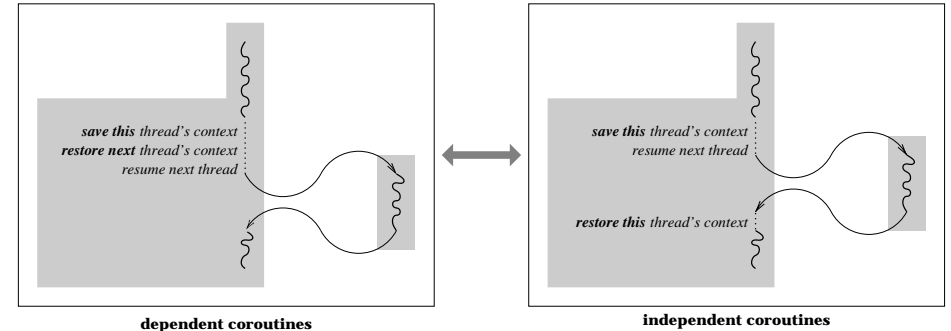 save this thread's context
restore next thread's context
resume next thread
dependent coroutines
save this thread's context
resume next thread
restore this thread's context
independent coroutines